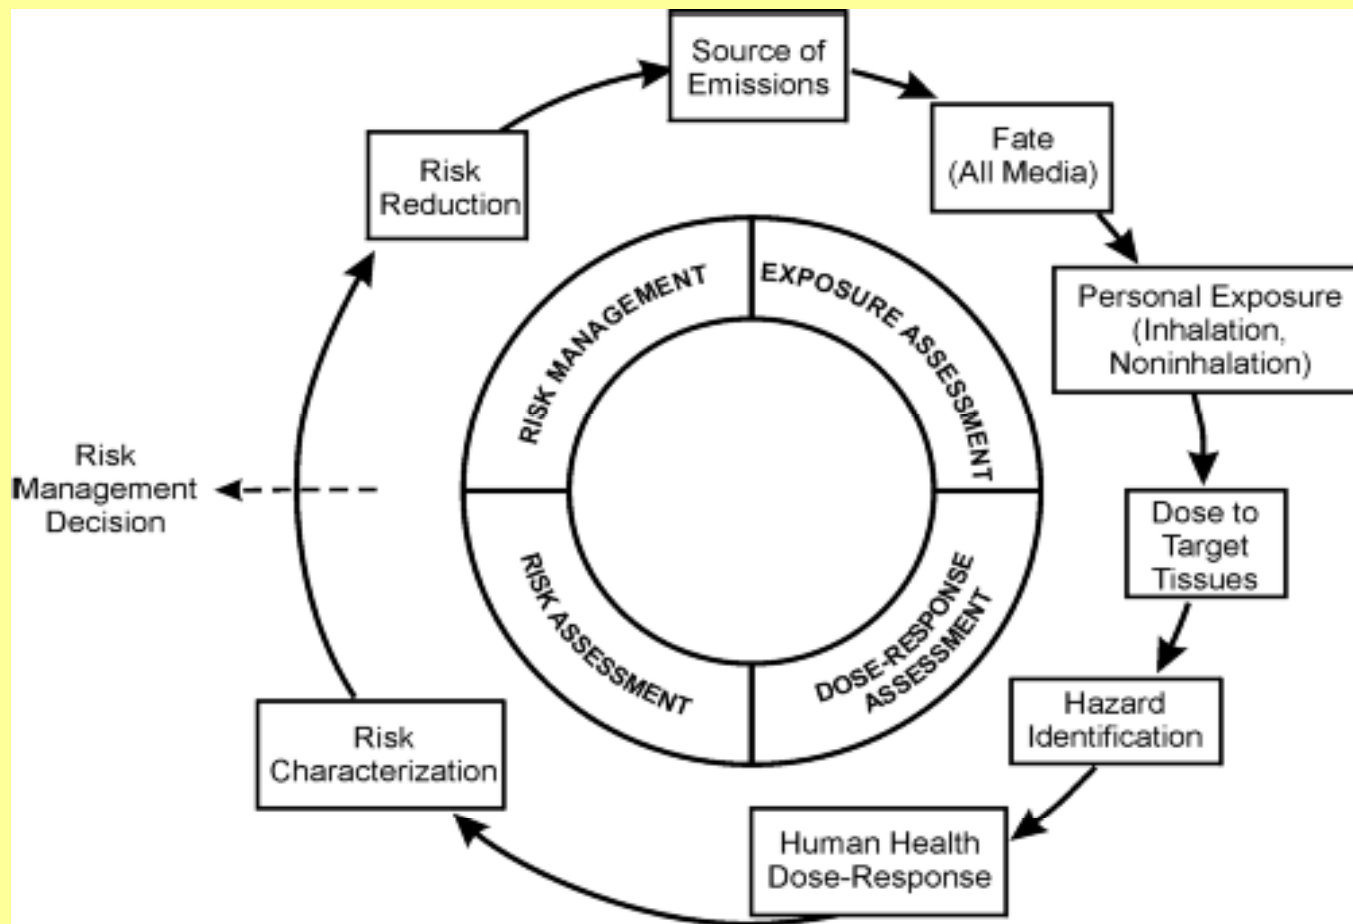 Source of
Emissions
Fate
(All Media)
Personal Exposure
(Inhalation,
Noninhalation)
Dose to
Target
Tissues
Hazard
Identification
Human Health
Dose-Response
Risk
Characterization
Risk
Management
Decision
Risk
Reduction
EXPOSURE ASSESSMENT
DOSE-RESPONSE
ASSESSMENT
RISK ASSESSMENT
RISK MANAGEMENT